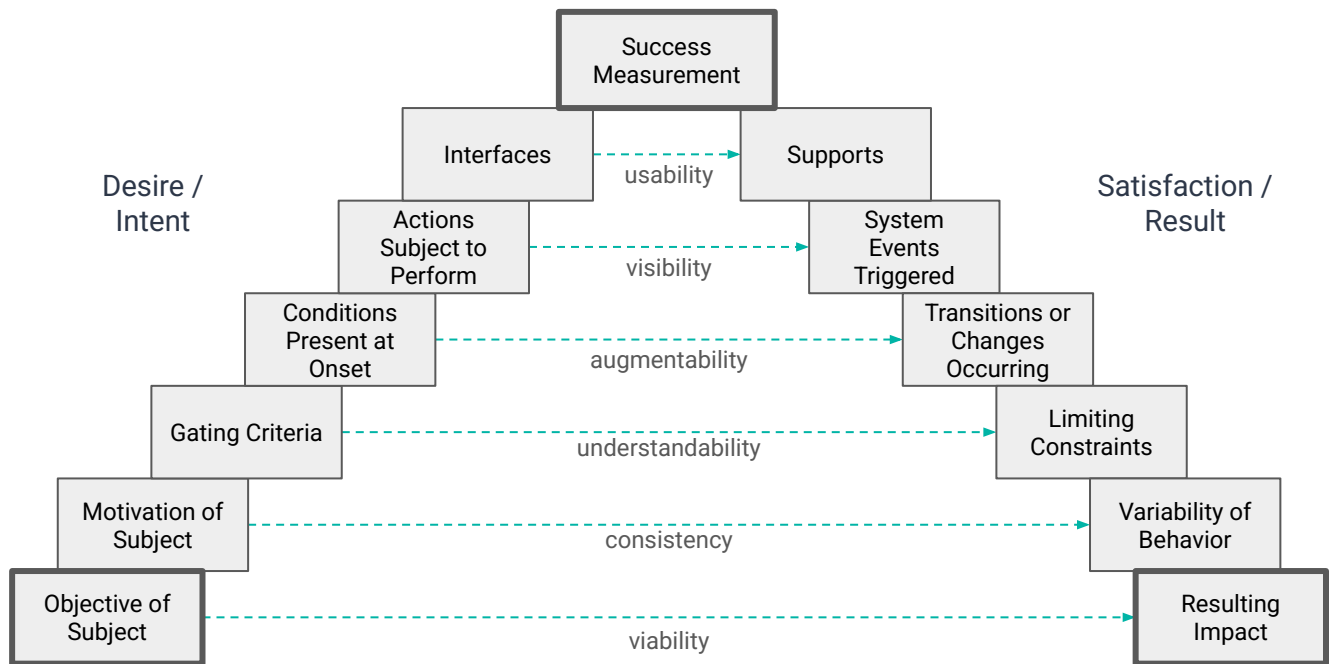 Success
Measurement
Interfaces
usability
Supports
Desire /
Intent
Satisfaction /
Result
Actions
Subject to
Perform
visibility
System
Events
Triggered
Conditions
Present at
Onset
augmentability
Transitions or
Changes
Occurring
Gating Criteria
understandability
Limiting
Constraints
Motivation of
Subject
consistency
Variability of
Behavior
Objective of
Subject
viability
Resulting
Impact